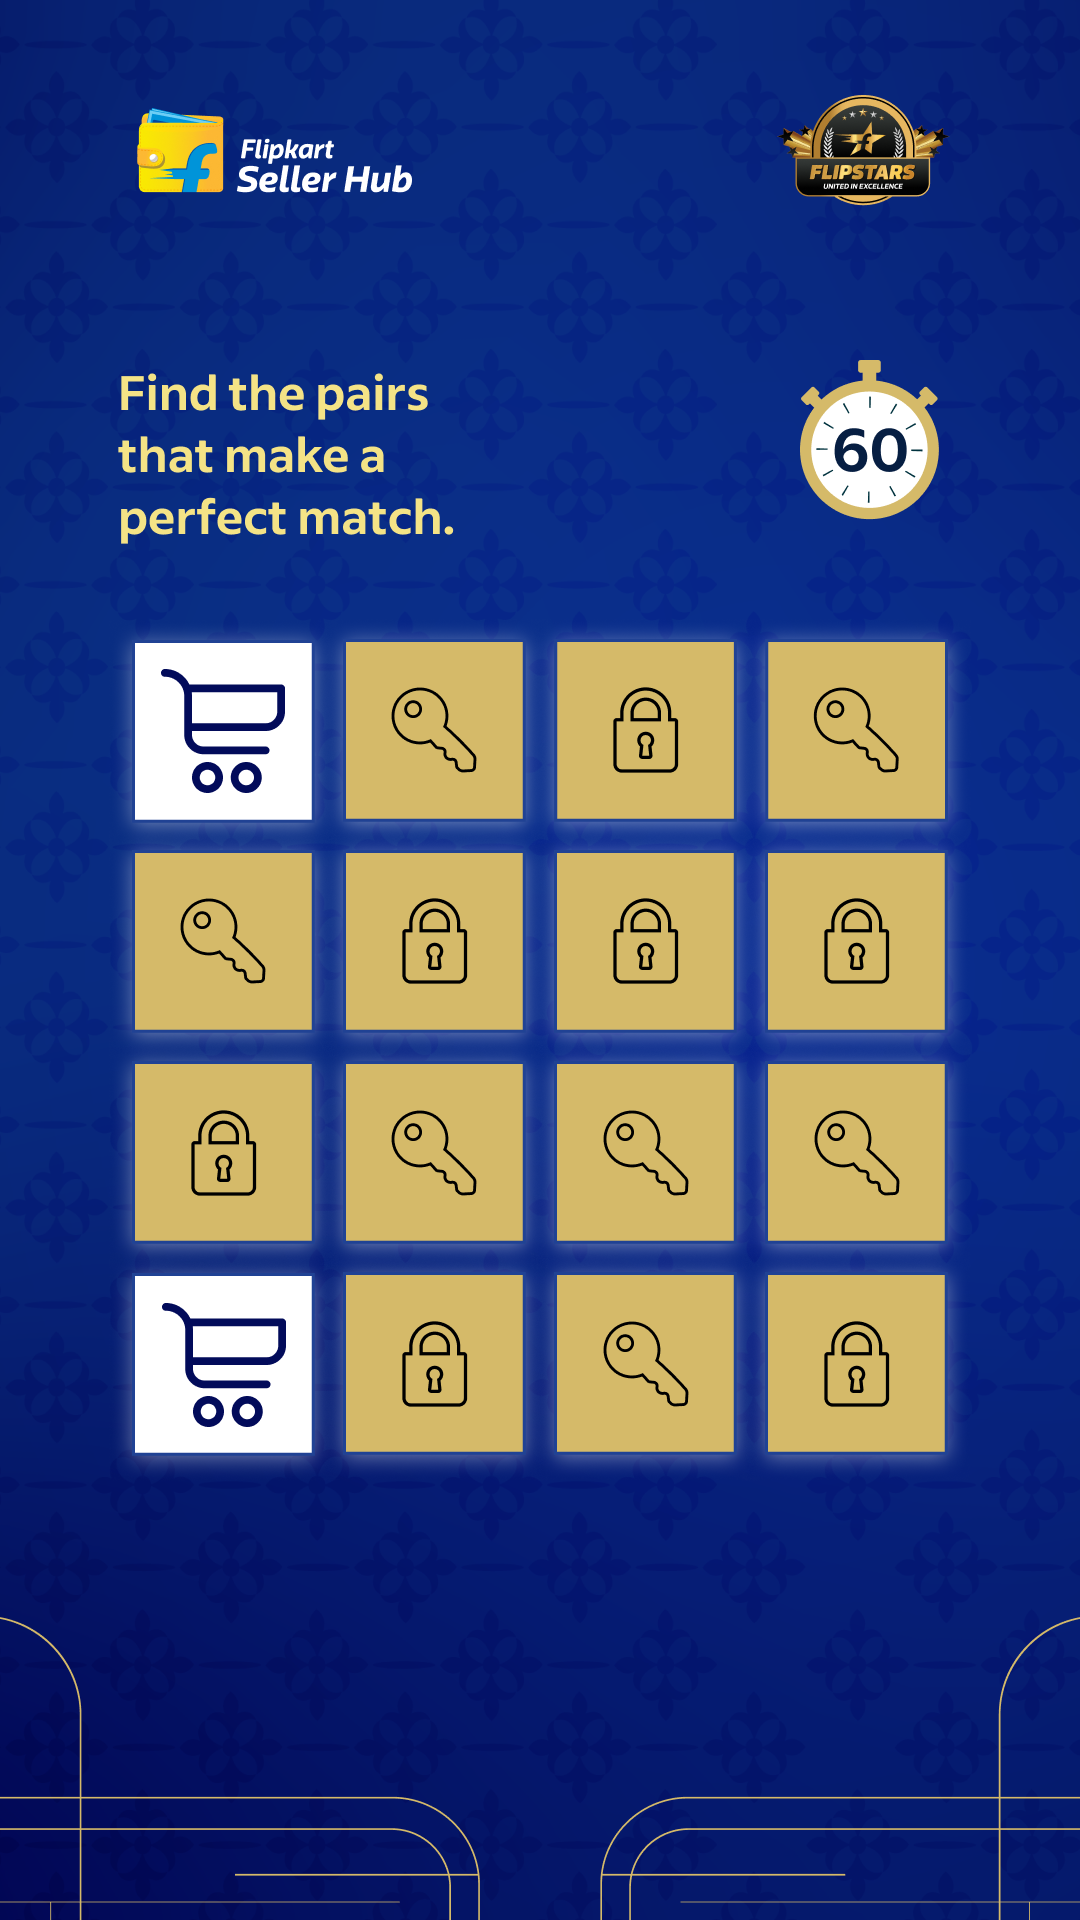 Flipkart
Seller Hub
FLIPSTARS
UNITED IN EXCELLENCE
Find the pairs
that make a
perfect match.
60